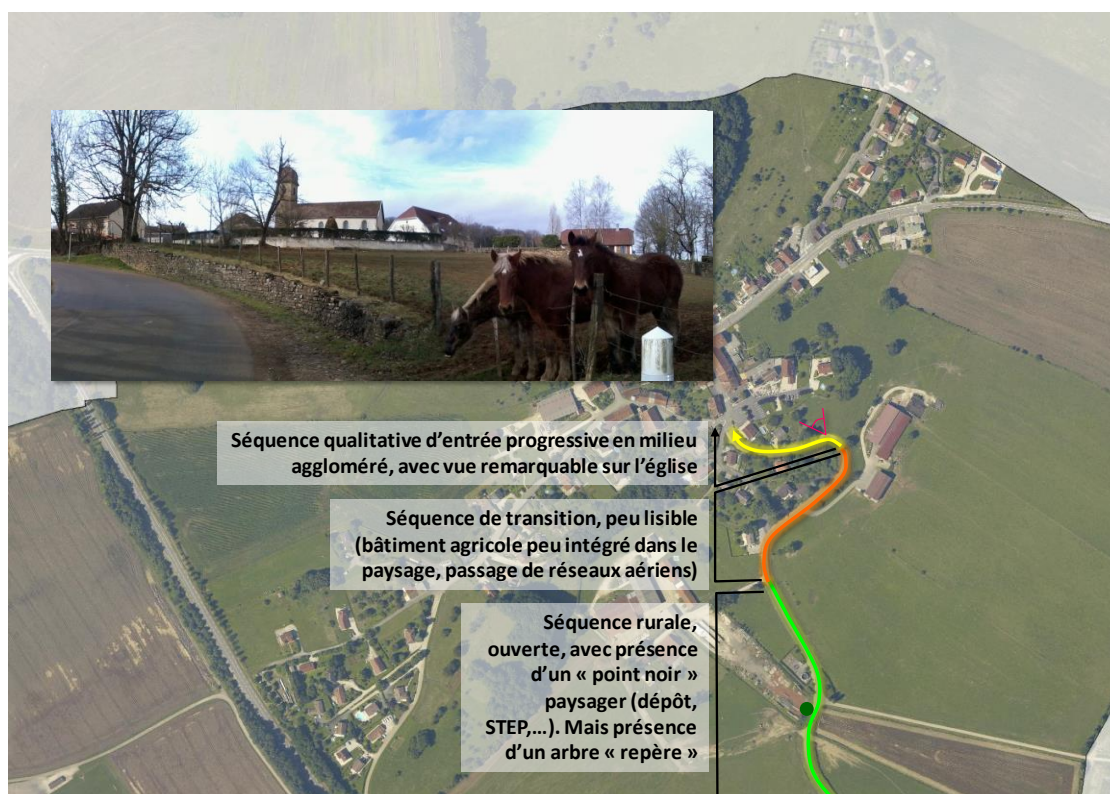 Séquence qualitative d’entrée progressive en milieu
aggloméré, avec vue remarquable sur l’église
Séquence de transition, peu lisible
(bâtiment agricole peu intégré dans le
paysage, passage de réseaux aériens)
Séquence rurale,
ouverte, avec présence
d’un « point noir »
paysager (dépôt,
STEP,…). Mais présence
d’un arbre « repère »